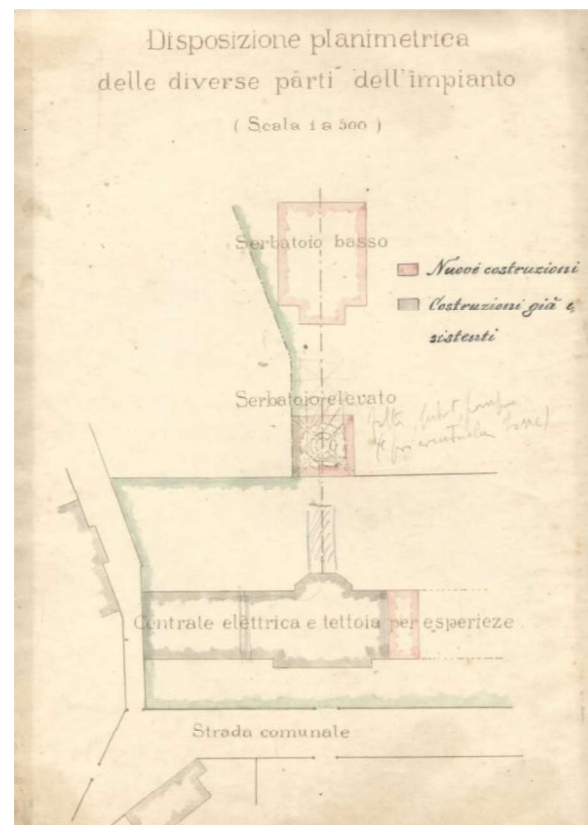 Disposizione planimetrica
delle diverse parti dell'impianto
( Scala 1 a 500 )
Serbatoio basso
Nuovi costruzioni
Costruzioni già e
sistenti
Serbatoio elevato
Centrale elettrica e tettoia per esperieze
Strada comunale